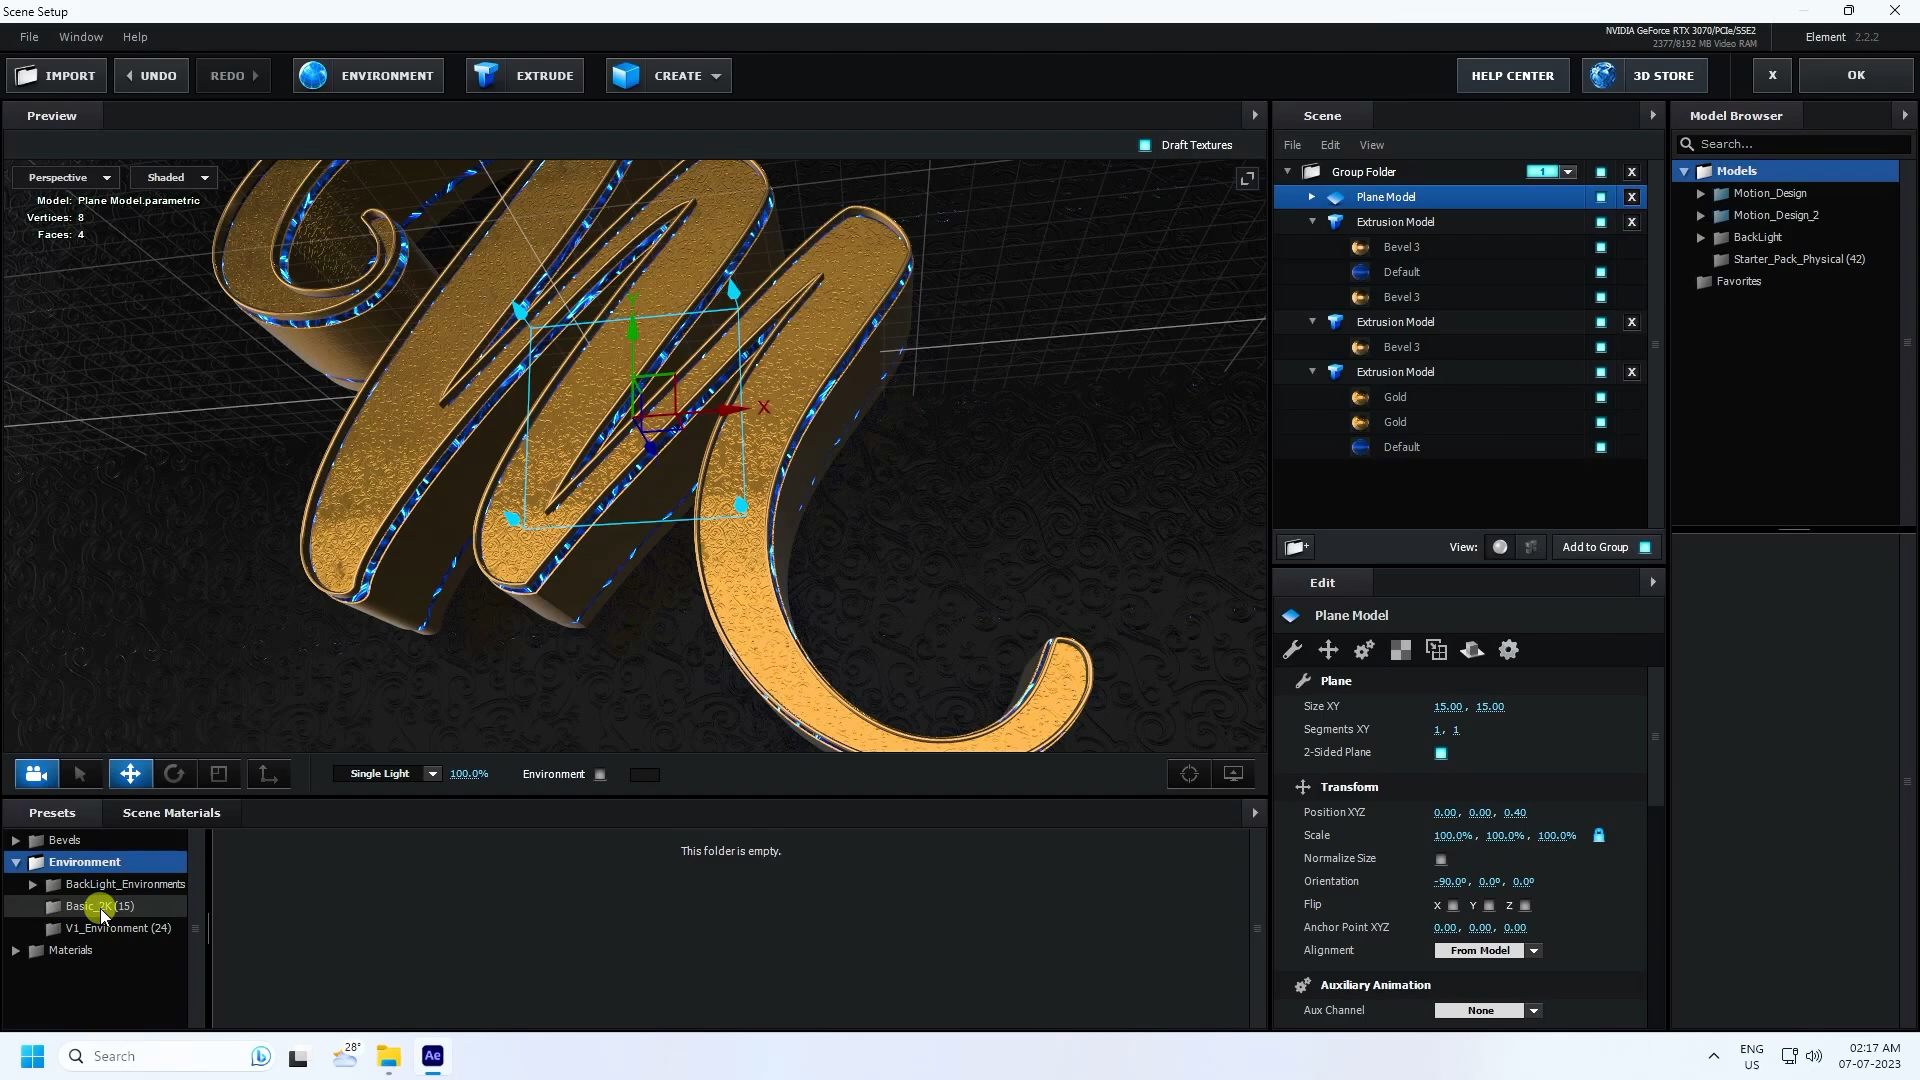 Scene Setup
File Window Help
NVIDIA GeForce RTX 3070/PCIe/SSE2
2377/8192 MB Video RAM
Element 2.2.2
IMPORT UNDO REDO ENVIRONMENT EXTRUDE CREATE HELP CENTER 3D STORE X OK
Preview
Draft Textures
Perspective Shaded
Model: Plane Model.parametric
Vertices: 8
Faces: 4
Y
X
Single Light 100.0% Environment
Presets Scene Materials
Bevels
Environment
BackLight_Environments
Basic_2K (15)
V1_Environment (24)
Materials
This folder is empty.
Scene
File Edit View
Group Folder 1 X
Plane Model X
Extrusion Model X
Bevel 3
Default
Bevel 3
Extrusion Model X
Bevel 3
Extrusion Model X
Gold
Gold
Default
View: Add to Group
Edit
Plane Model
Plane
Size XY 15.00, 15.00
Segments XY 1, 1
2-Sided Plane
Transform
Position XYZ 0.00, 0.00, 0.40
Scale 100.0%, 100.0%, 100.0%
Normalize Size
Orientation -90.0º, 0.0º, 0.0º
Flip X Y Z
Anchor Point XYZ 0.00, 0.00, 0.00
Alignment From Model
Auxiliary Animation
Aux Channel None
Model Browser
Search...
Models
Motion_Design
Motion_Design_2
BackLight
Starter_Pack_Physical (42)
Favorites
Search 28° Ae
ENG
US
02:17 AM
07-07-2023